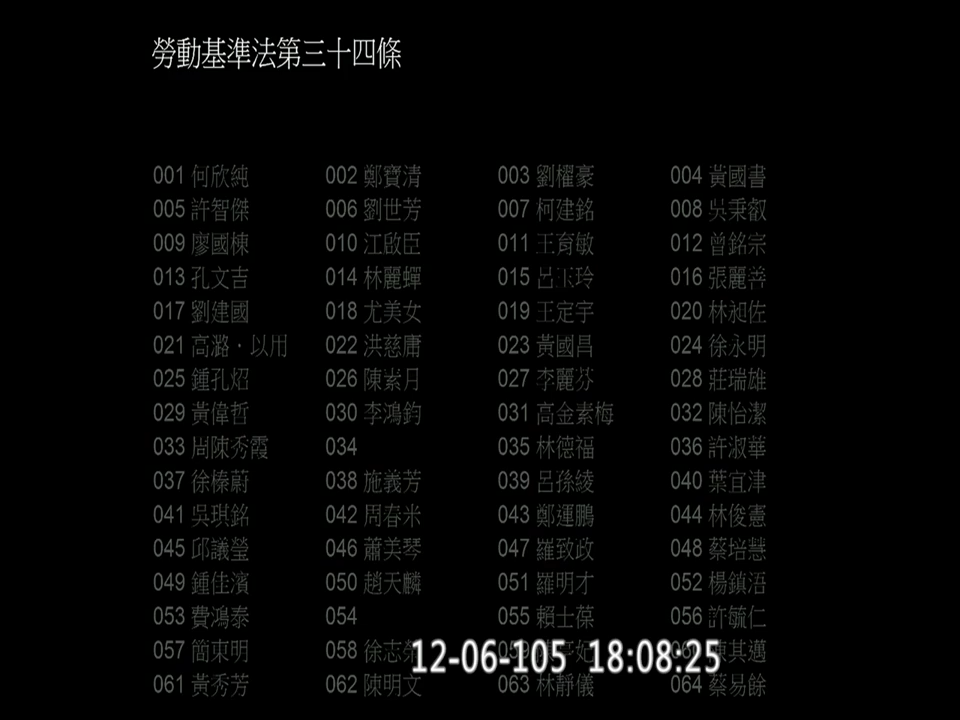 勞動基準法第三十四條
001 何欣純 002 鄭寶清 003 劉櫂豪 004 黃國書
005 許智傑 006 劉世芳 007 柯建銘 008 吳秉叡
009 廖國棟 010 江啟臣 011 王育敏 012 曾銘宗
013 孔文吉 014 林麗蟬 015 呂玉玲 016 張麗善
017 劉建國 018 尤美女 019 王定宇 020 林昶佐
021 高潞·以用 022 洪慈庸 023 黃國昌 024 徐永明
025 鍾孔炤 026 陳素月 027 李麗芬 028 莊瑞雄
029 黃偉哲 030 李鴻鈞 031 高金素梅 032 陳怡潔
033 周陳秀霞 034 035 林德福 036 許淑華
037 徐榛蔚 038 施義芳 039 呂孫綾 040 葉宜津
041 吳琪銘 042 周春米 043 鄭運鵬 044 林俊憲
045 邱議瑩 046 蕭美琴 047 羅致政 048 蔡培慧
049 鍾佳濱 050 趙天麟 051 羅明才 052 楊鎮浯
053 費鴻泰 054 055 賴士葆 056 許毓仁
057 簡東明 058 徐志榮 059 其邁
061 黃秀芳 062 陳明文 063 林靜儀 064 蔡易餘
12-06-105 18:08:25